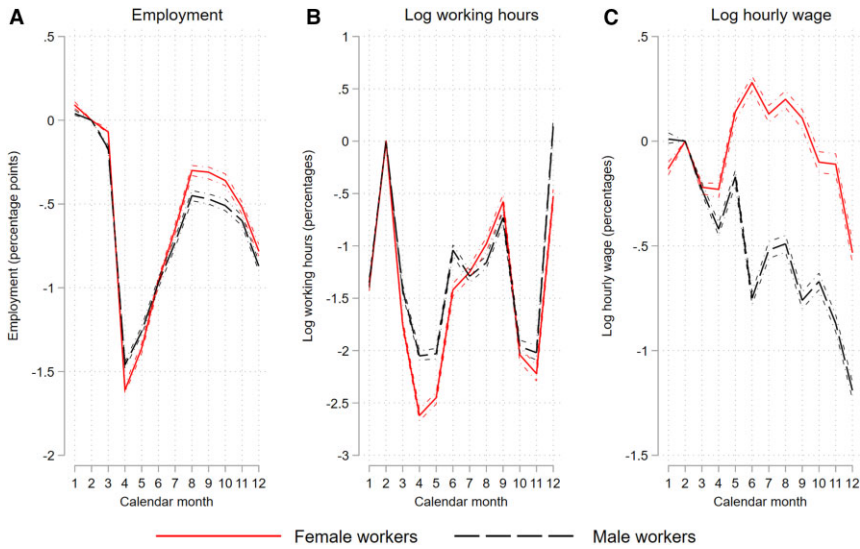 A Employment
Employment (percentage points)
.5
0
-.5
-1
-1.5
-2
1 2 3 4 5 6 7 8 9 10 11 12
Calendar month
B Log working hours
Log working hours (percentages)
1
.5
0
-.5
-1
-1.5
-2
-2.5
-3
1 2 3 4 5 6 7 8 9 10 11 12
Calendar month
C Log hourly wage
Log hourly wage (percentages)
.5
0
-.5
-1
-1.5
1 2 3 4 5 6 7 8 9 10 11 12
Calendar month
Female workers Male workers